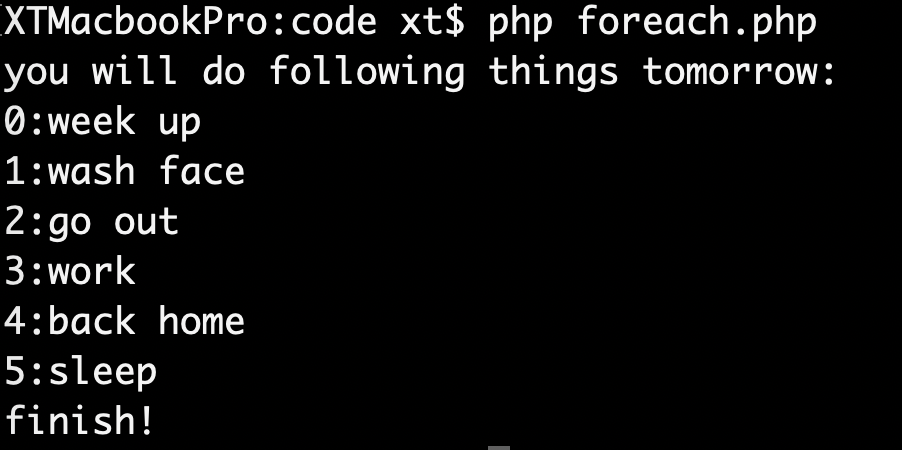 XTMacbookPro:code xt$ php foreach.php
you will do following things tomorrow:
0:week up
1:wash face
2:go out
3:work
4:back home
5:sleep
finish!